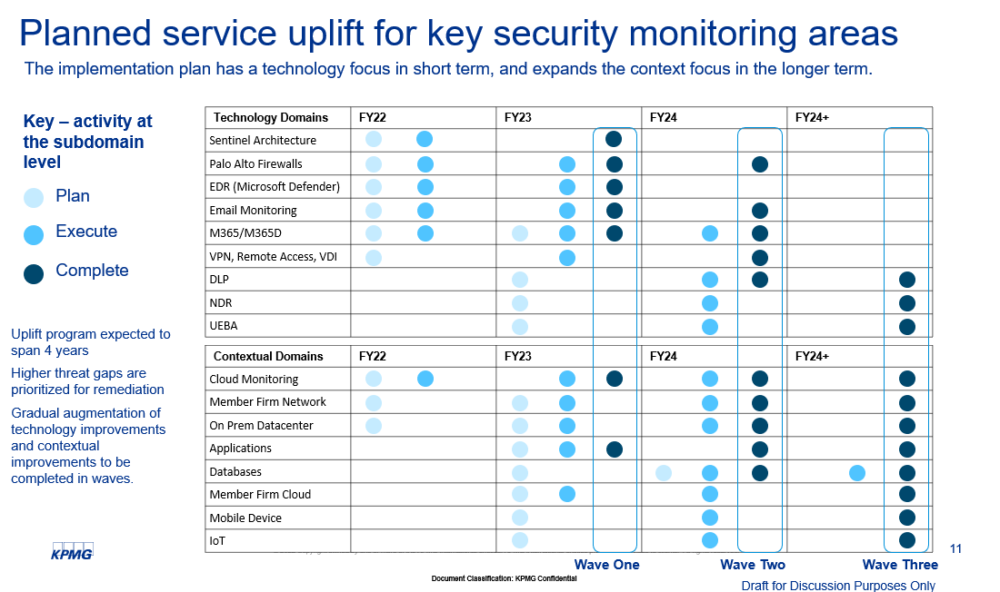 Planned service uplift for key security monitoring areas
The implementation plan has a technology focus in short term, and expands the context focus in the longer term.
Key – activity at
the subdomain
level
Plan
Execute
Complete
Uplift program expected to
span 4 years
Higher threat gaps are
prioritized for remediation
Gradual augmentation of
technology improvements
and contextual
improvements to be
completed in waves.
Technology Domains FY22 FY23 FY24 FY24+
Sentinel Architecture
Palo Alto Firewalls
EDR (Microsoft Defender)
Email Monitoring
M365/M365D
VPN, Remote Access, VDI
DLP
NDR
UEBA
Contextual Domains FY22 FY23 FY24 FY24+
Cloud Monitoring
Member Firm Network
On Prem Datacenter
Applications
Databases
Member Firm Cloud
Mobile Device
IoT
Wave One Wave Two Wave Three
KPMG
11
Document Classification: KPMG Confidential
Draft for Discussion Purposes Only